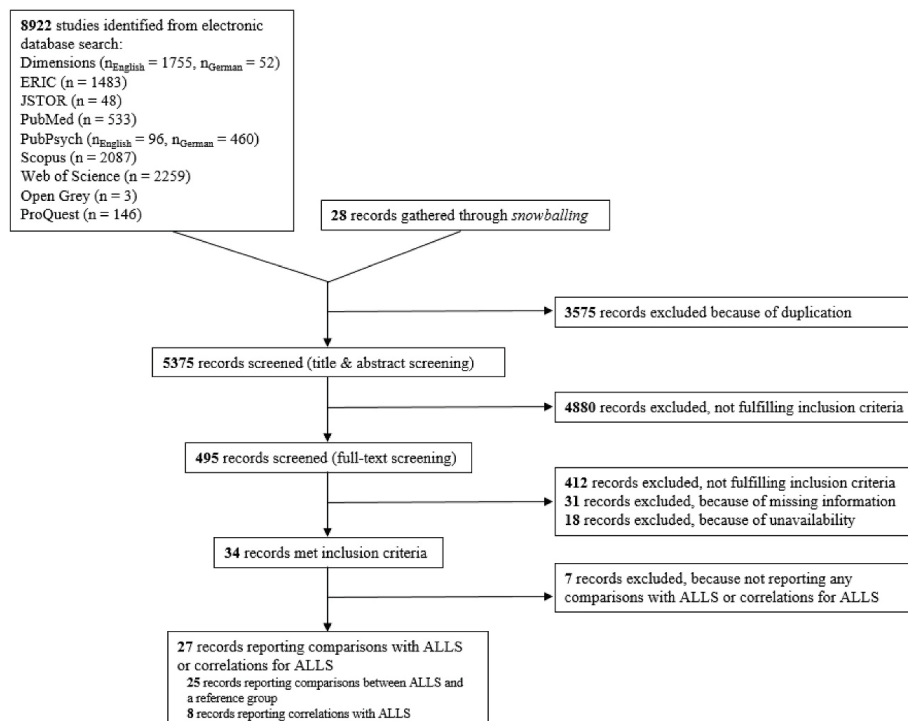 8922 studies identified from electronic
database search:
Dimensions (nEnglish = 1755, nGerman = 52)
ERIC (n = 1483)
JSTOR (n = 48)
PubMed (n = 533)
PubPsych (nEnglish = 96, nGerman = 460)
Scopus (n = 2087)
Web of Science (n = 2259)
Open Grey (n = 3)
ProQuest (n = 146)
28 records gathered through snowballing
3575 records excluded because of duplication
5375 records screened (title & abstract screening)
4880 records excluded, not fulfilling inclusion criteria
495 records screened (full-text screening)
412 records excluded, not fulfilling inclusion criteria
31 records excluded, because of missing information
18 records excluded, because of unavailability
34 records met inclusion criteria
7 records excluded, because not reporting any
comparisons with ALLS or correlations for ALLS
27 records reporting comparisons with ALLS
or correlations for ALLS
25 records reporting comparisons between ALLS and
a reference group
8 records reporting correlations with ALLS